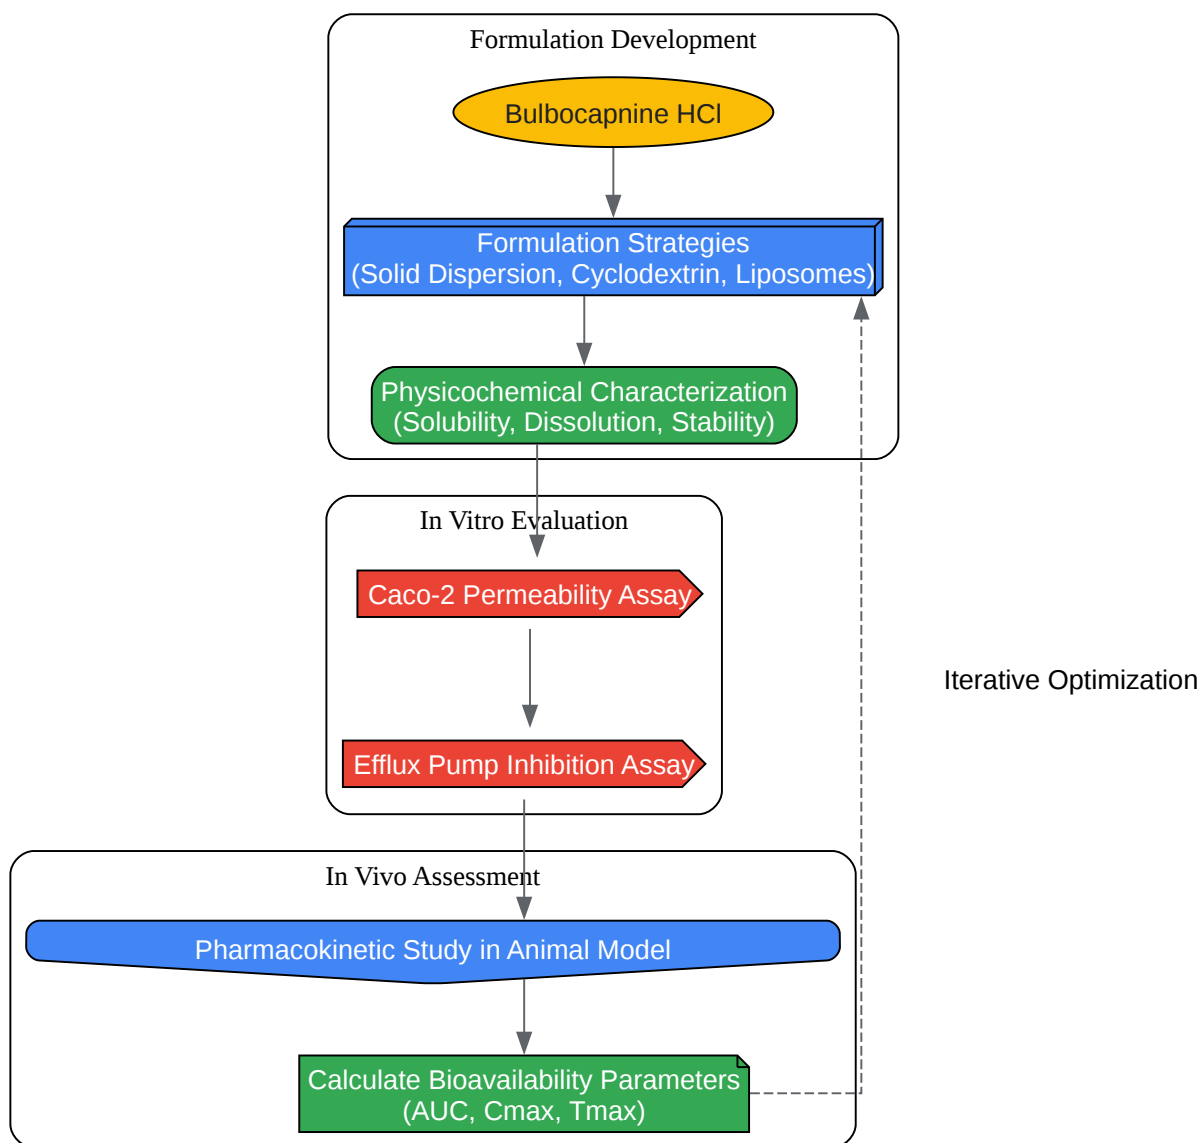 Formulation Development
Bulbocapnine HCl
Formulation Strategies
(Solid Dispersion, Cyclodextrin, Liposomes)
Physicochemical Characterization
(Solubility, Dissolution, Stability)
In Vitro Evaluation
Caco-2 Permeability Assay
Iterative Optimization
Efflux Pump Inhibition Assay
In Vivo Assessment
Pharmacokinetic Study in Animal Model
Calculate Bioavailability Parameters
(AUC, Cmax, Tmax)